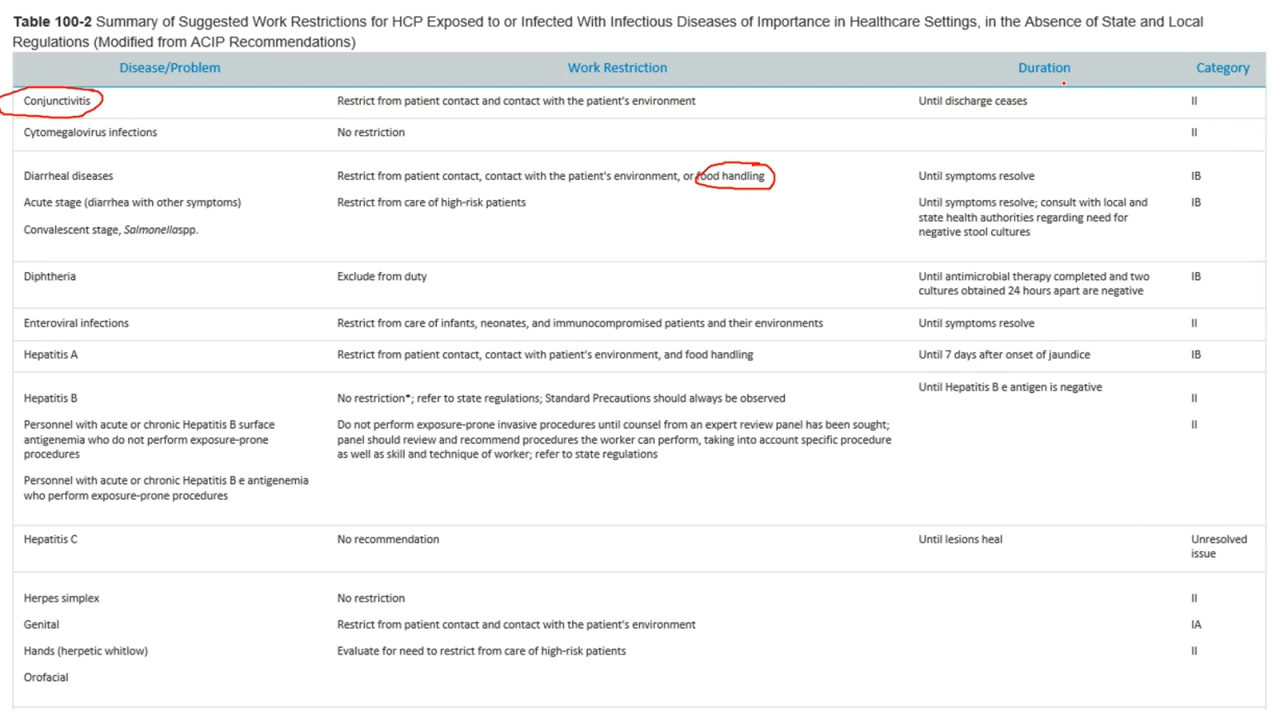 Table 100-2 Summary of Suggested Work Restrictions for HCP Exposed to or Infected With Infectious Diseases of Importance in Healthcare Settings, in the Absence of State and Local
Regulations (Modified from ACIP Recommendations)
Disease/Problem Work Restriction Duration Category
Conjunctivitis Restrict from patient contact and contact with the patient's environment Until discharge ceases II
Cytomegalovirus infections No restriction II
Diarrheal diseases Restrict from patient contact, contact with the patient's environment, or food handling Until symptoms resolve IB
Acute stage (diarrhea with other symptoms) Restrict from care of high-risk patients Until symptoms resolve; consult with local and IB
state health authorities regarding need for
Convalescent stage, Salmonellaspp. negative stool cultures
Diphtheria Exclude from duty Until antimicrobial therapy completed and two IB
cultures obtained 24 hours apart are negative
Enteroviral infections Restrict from care of infants, neonates, and immunocompromised patients and their environments Until symptoms resolve II
Hepatitis A Restrict from patient contact, contact with patient's environment, and food handling Until 7 days after onset of jaundice IB
Until Hepatitis B e antigen is negative
Hepatitis B No restriction*; refer to state regulations; Standard Precautions should always be observed II
Personnel with acute or chronic Hepatitis B surface Do not perform exposure-prone invasive procedures until counsel from an expert review panel has been sought; II
antigenemia who do not perform exposure-prone panel should review and recommend procedures the worker can perform, taking into account specific procedure
procedures as well as skill and technique of worker; refer to state regulations
Personnel with acute or chronic Hepatitis B e antigenemia
who perform exposure-prone procedures
Hepatitis C No recommendation Until lesions heal Unresolved
issue
Herpes simplex No restriction II
Genital Restrict from patient contact and contact with the patient's environment IA
Hands (herpetic whitlow) Evaluate for need to restrict from care of high-risk patients II
Orofacial